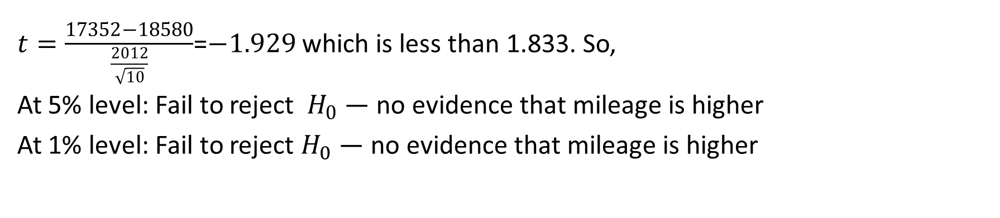 t = \frac{17352-18580}{\frac{2012}{\sqrt{10}}}=−1.929 which is less than 1.833. So,
At 5% level: Fail to reject H₀ — no evidence that mileage is higher
At 1% level: Fail to reject H₀ — no evidence that mileage is higher